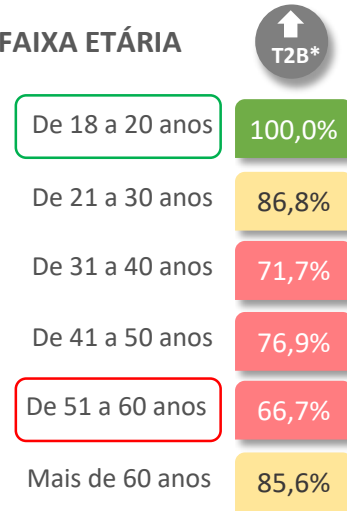 FAIXA ETÁRIA
T2B*
De 18 a 20 anos 100,0%
De 21 a 30 anos 86,8%
De 31 a 40 anos 71,7%
De 41 a 50 anos 76,9%
De 51 a 60 anos 66,7%
Mais de 60 anos 85,6%